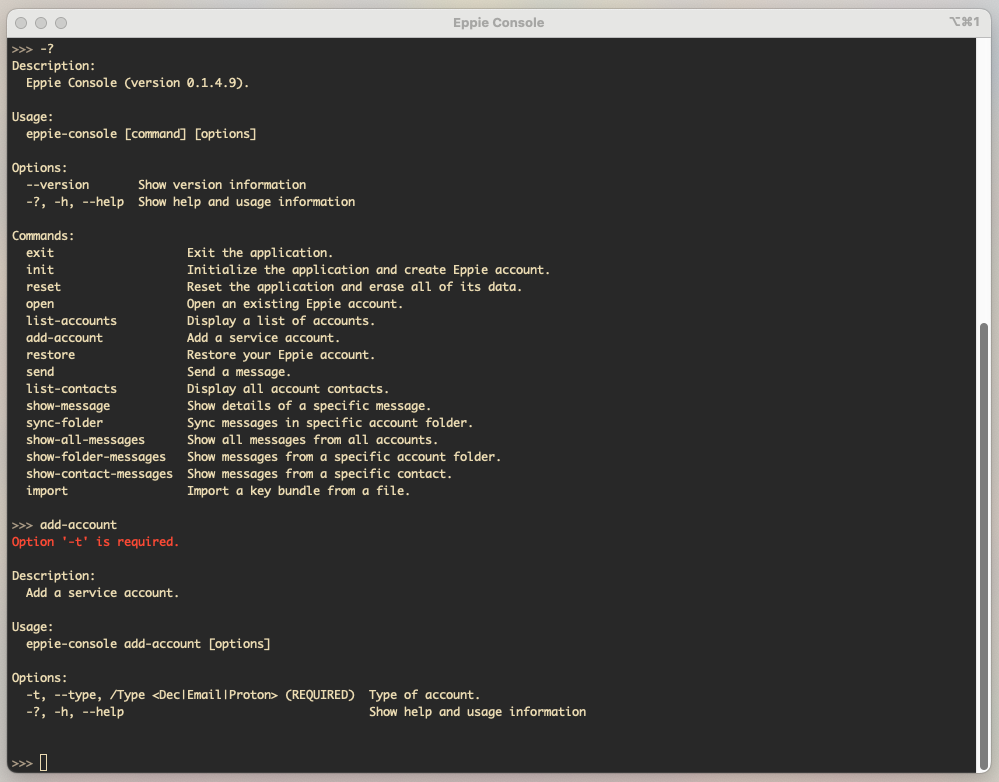 Eppie Console
⌥⌘1
>>> -?
Description:
  Eppie Console (version 0.1.4.9).

Usage:
  eppie-console [command] [options]

Options:
  --version       Show version information
  -?, -h, --help  Show help and usage information

Commands:
  exit                   Exit the application.
  init                   Initialize the application and create Eppie account.
  reset                  Reset the application and erase all of its data.
  open                   Open an existing Eppie account.
  list-accounts          Display a list of accounts.
  add-account            Add a service account.
  restore                Restore your Eppie account.
  send                   Send a message.
  list-contacts          Display all account contacts.
  show-message           Show details of a specific message.
  sync-folder            Sync messages in specific account folder.
  show-all-messages      Show all messages from all accounts.
  show-folder-messages   Show messages from a specific account folder.
  show-contact-messages  Show messages from a specific contact.
  import                 Import a key bundle from a file.

>>> add-account
Option '-t' is required.

Description:
  Add a service account.

Usage:
  eppie-console add-account [options]

Options:
  -t, --type, /Type <Dec|Email|Proton> (REQUIRED)  Type of account.
  -?, -h, --help                                   Show help and usage information

>>>